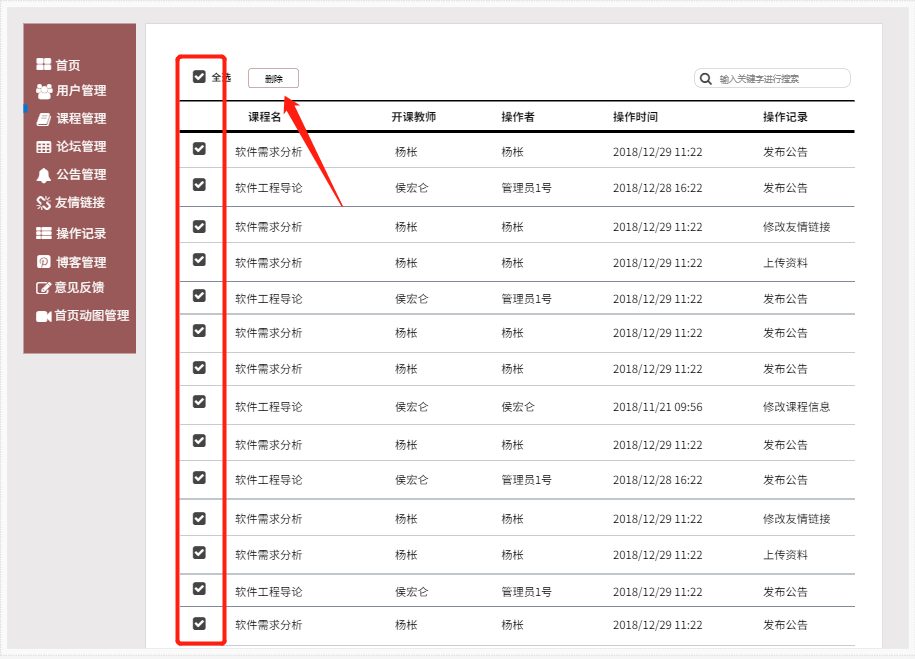 首页
用户管理
课程管理
论坛管理
公告管理
友情链接
操作记录
博客管理
意见反馈
首页动图管理
全选 删除 输入关键字进行搜索
课程名 开课教师 操作者 操作时间 操作记录
软件需求分析 杨枨 杨枨 2018/12/29 11:22 发布公告
软件工程导论 侯宏仑 管理员1号 2018/12/28 16:22 发布公告
软件需求分析 杨枨 杨枨 2018/12/29 11:22 修改友情链接
软件需求分析 杨枨 杨枨 2018/12/29 11:22 上传资料
软件工程导论 侯宏仑 管理员1号 2018/12/29 11:22 发布公告
软件需求分析 杨枨 杨枨 2018/12/29 11:22 发布公告
软件需求分析 杨枨 杨枨 2018/12/29 11:22 发布公告
软件工程导论 侯宏仑 侯宏仑 2018/11/21 09:56 修改课程信息
软件需求分析 杨枨 杨枨 2018/12/29 11:22 发布公告
软件工程导论 侯宏仑 管理员1号 2018/12/28 16:22 发布公告
软件需求分析 杨枨 杨枨 2018/12/29 11:22 修改友情链接
软件需求分析 杨枨 杨枨 2018/12/29 11:22 上传资料
软件工程导论 侯宏仑 管理员1号 2018/12/29 11:22 发布公告
软件需求分析 杨枨 杨枨 2018/12/29 11:22 发布公告